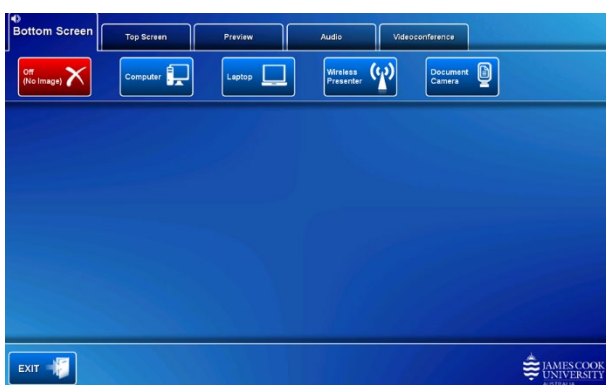 Bottom Screen
Top Screen
Preview
Audio
Videoconference
Off
(No Image)
Computer
Laptop
Wireless
Presenter
Document
Camera
EXIT
JAMES COOK
UNIVERSITY
AUSTRALIA